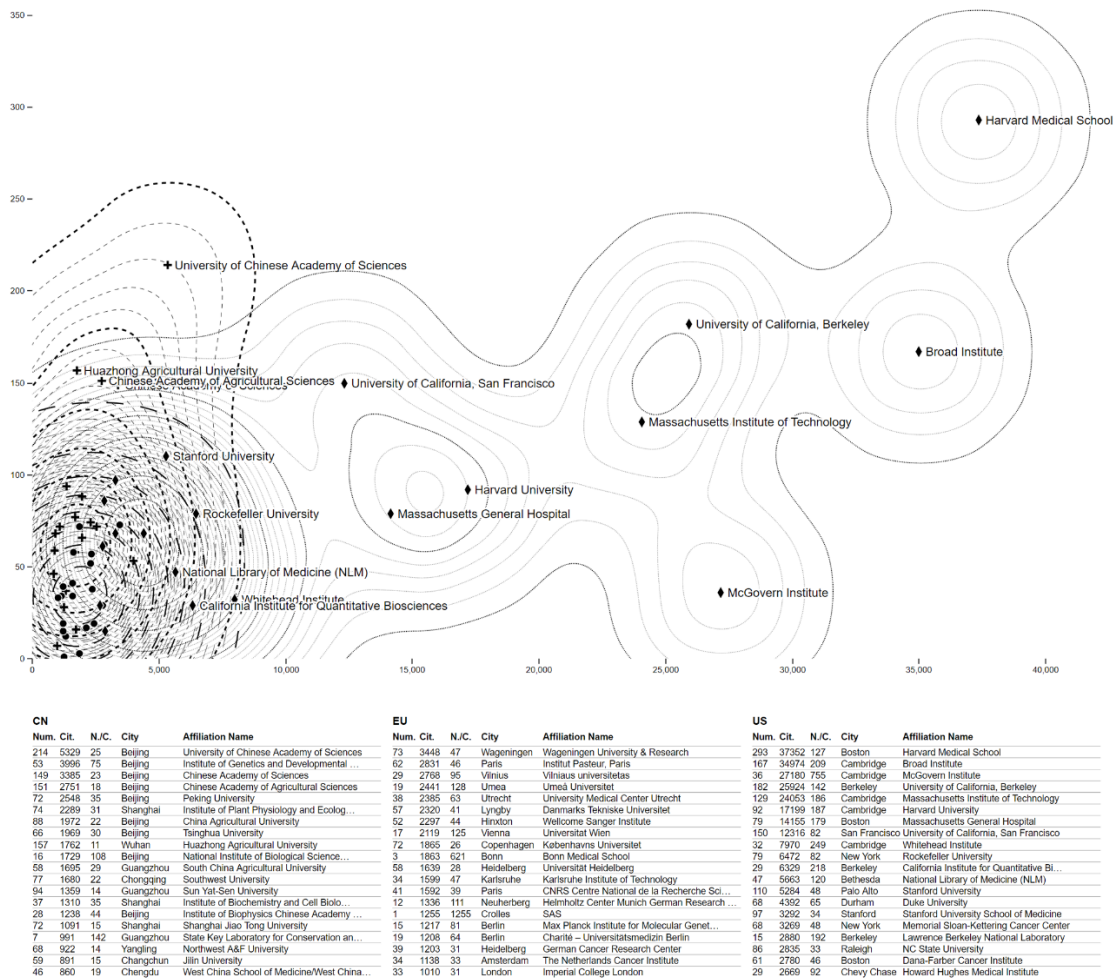 350
300
250
200
150
100
50
0
Harvard Medical School
University of Chinese Academy of Sciences
University of California, Berkeley
Broad Institute
Huazhong Agricultural University
Chinese Academy of Agricultural Sciences
Chinese Academy of Sciences
University of California, San Francisco
Massachusetts Institute of Technology
Stanford University
Harvard University
Rockefeller University
Massachusetts General Hospital
National Library of Medicine (NLM)
Whitehead Institute
California Institute for Quantitative Biosciences
McGovern Institute
0 5,000 10,000 15,000 20,000 25,000 30,000 35,000 40,000
CN
Num. Cit. N./C. City Affiliation Name
214 5329 25 Beijing University of Chinese Academy of Sciences
53 3996 75 Beijing Institute of Genetics and Developmental …
149 3385 23 Beijing Chinese Academy of Sciences
151 2751 18 Beijing Chinese Academy of Agricultural Sciences
72 2548 35 Beijing Peking University
74 2289 31 Shanghai Institute of Plant Physiology and Ecolog…
88 1972 22 Beijing China Agricultural University
66 1969 30 Beijing Tsinghua University
157 1762 11 Wuhan Huazhong Agricultural University
16 1729 108 Beijing National Institute of Biological Science…
58 1695 29 Guangzhou South China Agricultural University
77 1680 22 Chongqing Southwest University
94 1359 14 Guangzhou Sun Yat-Sen University
37 1310 35 Shanghai Institute of Biochemistry and Cell Biolo…
28 1238 44 Beijing Institute of Biophysics Chinese Academy …
72 1091 15 Shanghai Shanghai Jiao Tong University
7 991 142 Guangzhou State Key Laboratory for Conservation an…
68 922 14 Yangling Northwest A&F University
59 891 15 Changchun Jilin University
46 860 19 Chengdu West China School of Medicine/West China…
EU
Num. Cit. N./C. City Affiliation Name
73 3448 47 Wageningen Wageningen University & Research
62 2831 46 Paris Institut Pasteur, Paris
29 2768 95 Vilnius Vilniaus universitetas
19 2441 128 Umea Umeå Universitet
38 2385 63 Utrecht University Medical Center Utrecht
57 2320 41 Lyngby Danmarks Tekniske Universitet
52 2297 44 Hinxton Wellcome Sanger Institute
17 2119 125 Vienna Universitat Wien
72 1865 26 Copenhagen Københavns Universitet
3 1863 621 Bonn Bonn Medical School
58 1639 28 Heidelberg Universität Heidelberg
34 1599 47 Karlsruhe Karlsruhe Institute of Technology
41 1592 39 Paris CNRS Centre National de la Recherche Sci…
12 1336 111 Neuherberg Helmholtz Center Munich German Research …
1 1255 1255 Crolles SAS
15 1217 81 Berlin Max Planck Institute for Molecular Genet…
19 1208 64 Berlin Charité – Universitätsmedizin Berlin
39 1203 31 Heidelberg German Cancer Research Center
34 1138 33 Amsterdam The Netherlands Cancer Institute
33 1010 31 London Imperial College London
US
Num. Cit. N./C. City Affiliation Name
293 37352 127 Boston Harvard Medical School
167 34974 209 Cambridge Broad Institute
36 27180 755 Cambridge McGovern Institute
182 25924 142 Berkeley University of California, Berkeley
129 24053 186 Cambridge Massachusetts Institute of Technology
92 17199 187 Cambridge Harvard University
79 14155 179 Boston Massachusetts General Hospital
150 12316 82 San Francisco University of California, San Francisco
32 7970 249 Cambridge Whitehead Institute
79 6472 82 New York Rockefeller University
29 6329 218 Berkeley California Institute for Quantitative Bi…
47 5663 120 Bethesda National Library of Medicine (NLM)
110 5284 48 Palo Alto Stanford University
68 4392 65 Durham Duke University
97 3292 34 Stanford Stanford University School of Medicine
68 3269 48 New York Memorial Sloan-Kettering Cancer Center
15 2880 192 Berkeley Lawrence Berkeley National Laboratory
86 2835 33 Raleigh NC State University
61 2780 46 Boston Dana-Farber Cancer Institute
29 2669 92 Chevy Chase Howard Hughes Medical Institute